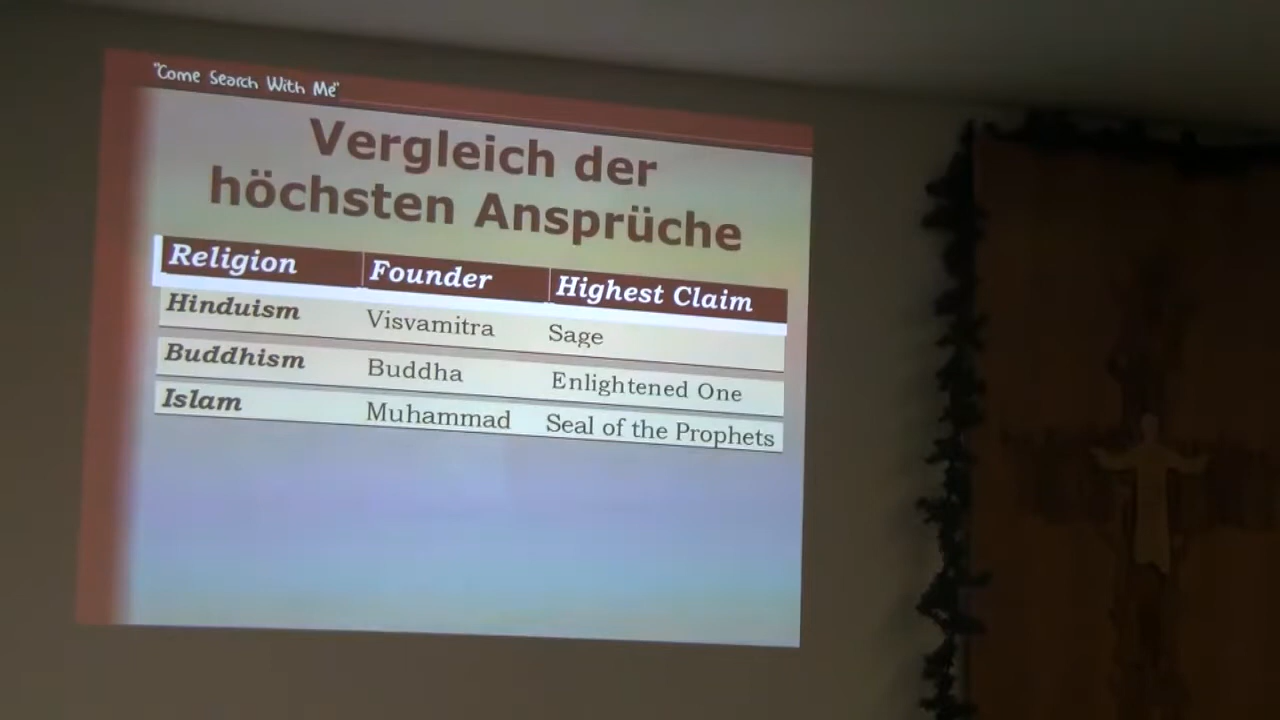 "Come Search With Me"
Vergleich der
höchsten Ansprüche
Religion Founder Highest Claim
Hinduism Visvamitra Sage
Buddhism Buddha Enlightened One
Islam Muhammad Seal of the Prophets